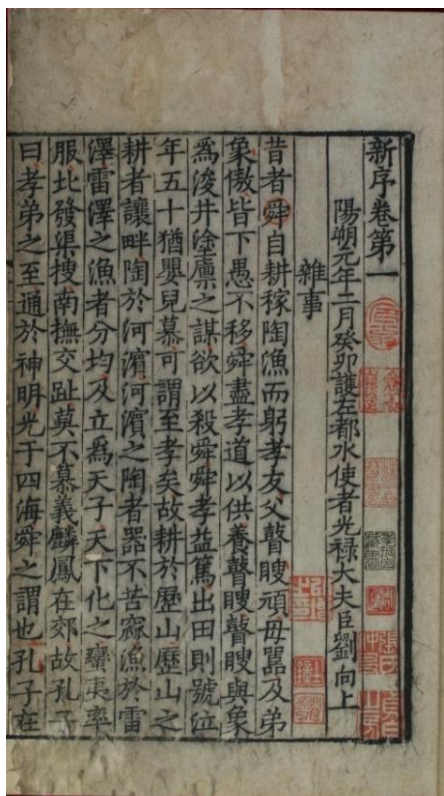 新序卷第一
陽朔元年二月癸卯護左都水使者光祿大夫臣劉向上
雜事
昔者舜自耕稼陶漁而躬孝友父瞽瞍頑母嚚及弟
象傲皆下愚不移舜盡孝道以供養瞽瞍瞽瞍與象
爲浚井塗廩之謀欲以殺舜舜孝益篤出田則號泣
年五十猶嬰兒慕可謂至孝矣故耕於歷山歷山之
耕者讓畔陶於河濵河濵之陶者器不苦窳漁於雷
澤雷澤之漁者分均及立爲天子天下化之蠻夷率
服北發渠搜南撫交趾莫不慕義麟鳳在郊故孔子
曰孝弟之至通於神明光于四海舜之謂也孔子在